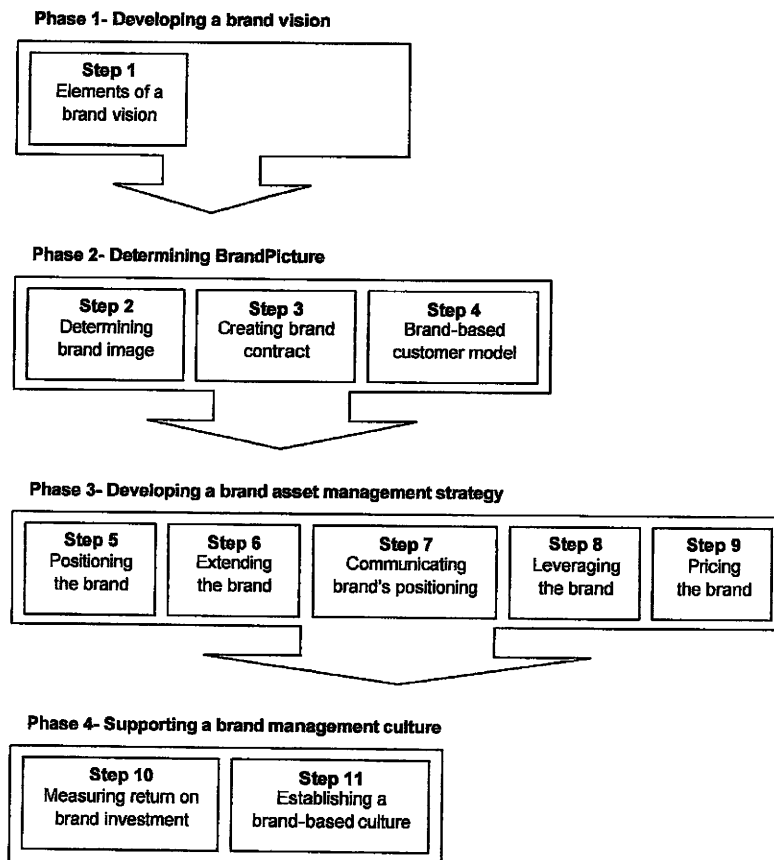 Phase 1- Developing a brand vision
Step 1
Elements of a
brand vision
Phase 2- Determining BrandPicture
Step 2
Determining
brand image
Step 3
Creating brand
contract
Step 4
Brand-based
customer model
Phase 3- Developing a brand asset management strategy
Step 5
Positioning
the brand
Step 6
Extending
the brand
Step 7
Communicating
brand's positioning
Step 8
Leveraging
the brand
Step 9
Pricing
the brand
Phase 4- Supporting a brand management culture
Step 10
Measuring return on
brand investment
Step 11
Establishing a
brand-based culture